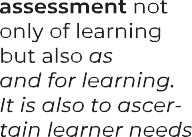 assessment not
only of learning
but also as
and for learning.
It is also to ascer-
tain learner needs